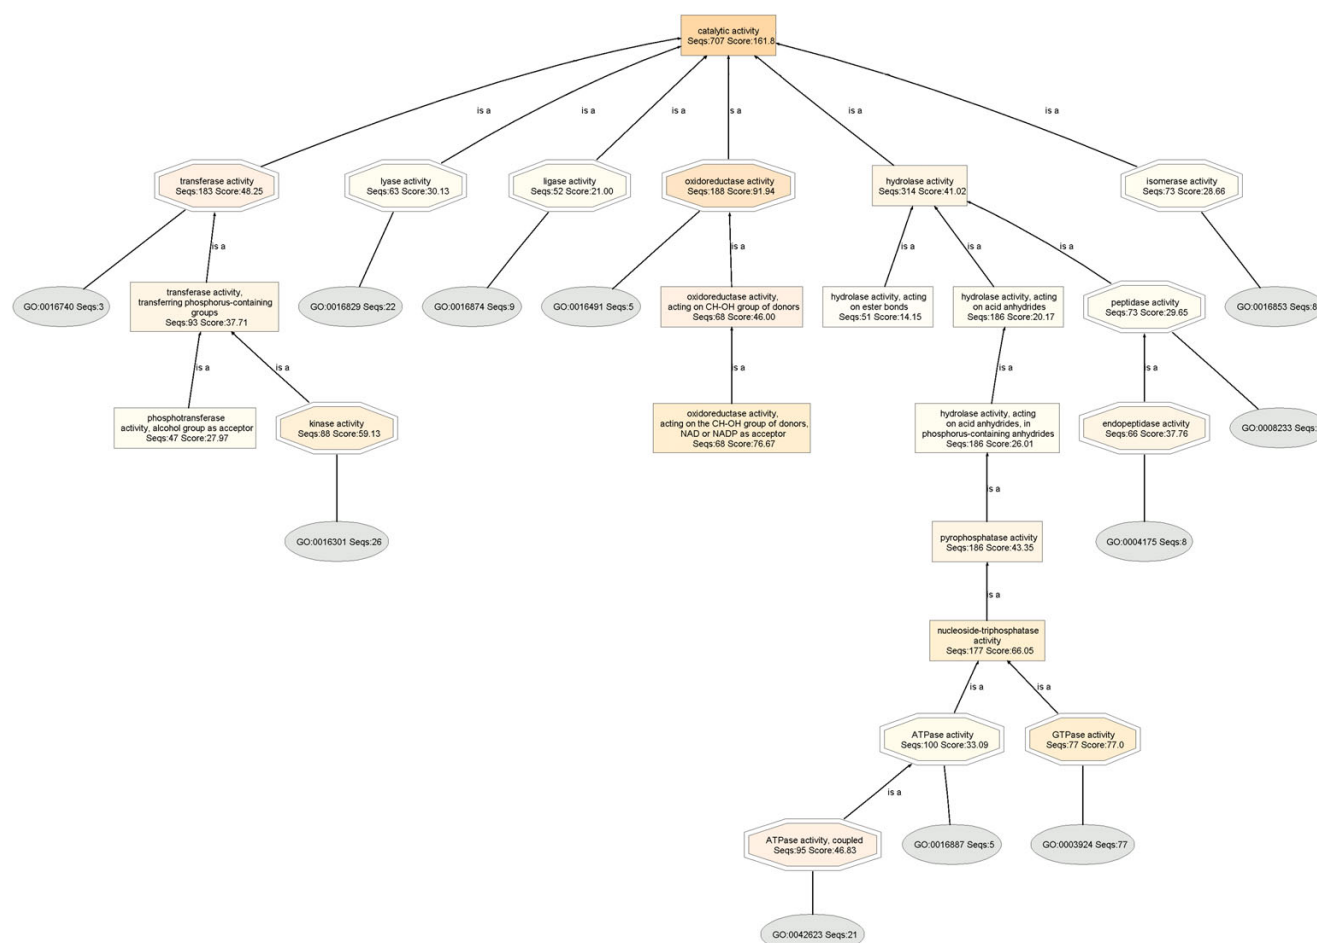 catalytic activity
Seqs:707 Score:161.8
is a
is a
is a
s a
is a
is a
transferase activity
Seqs:183 Score:48.25
lyase activity
Seqs:63 Score:30.13
ligase activity
Seqs:52 Score:21.00
oxidoreductase activity
Seqs:188 Score:91.94
hydrolase activity
Seqs:314 Score:41.02
isomerase activity
Seqs:73 Score:28.66
is a
is a
is a
is a
is a
GO:0016740 Seqs:3
transferase activity,
transferring phosphorus-containing
groups
Seqs:93 Score:37.71
GO:0016829 Seqs:22
GO:0016874 Seqs:9
GO:0016491 Seqs:5
oxidoreductase activity,
acting on CH-OH group of donors
Seqs:68 Score:46.00
hydrolase activity, acting
on ester bonds
Seqs:51 Score:14.15
hydrolase activity, acting
on acid anhydrides
Seqs:186 Score:20.17
peptidase activity
Seqs:73 Score:29.65
GO:0016853 Seqs:8
is a
is a
is a
is a
is a
phosphotransferase
activity, alcohol group as acceptor
Seqs:47 Score:27.97
kinase activity
Seqs:88 Score:59.13
oxidoreductase activity,
acting on the CH-OH group of donors,
NAD or NADP as acceptor
Seqs:68 Score:76.67
hydrolase activity, acting
on acid anhydrides, in
phosphorus-containing anhydrides
Seqs:186 Score:26.01
endopeptidase activity
Seqs:66 Score:37.76
GO:0008233 Seqs:
is a
GO:0016301 Seqs:26
pyrophosphatase activity
Seqs:186 Score:43.35
GO:0004175 Seqs:8
is a
nucleoside-triphosphatase
activity
Seqs:177 Score:66.05
is a
is a
ATPase activity
Seqs:100 Score:33.09
GTPase activity
Seqs:77 Score:77.0
is a
ATPase activity, coupled
Seqs:95 Score:46.83
GO:0016887 Seqs:5
GO:0003924 Seqs:77
GO:0042623 Seqs:21